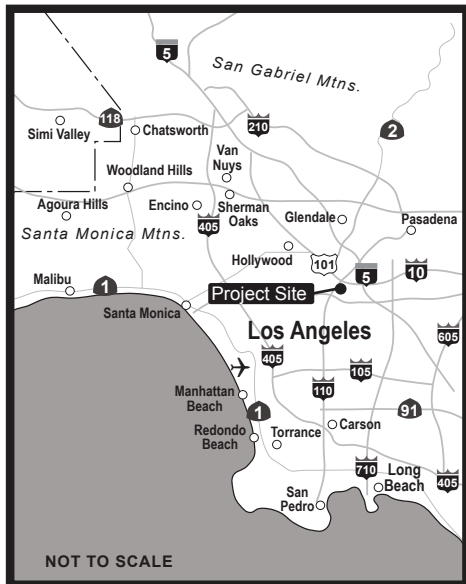 5
San Gabriel Mtns.
118
Simi Valley
Chatsworth
210
2
Van
Nuys
Woodland Hills
Agoura Hills
Encino
Sherman
Oaks
Glendale
Pasadena
405
Santa Monica Mtns.
Hollywood
101
5
10
Malibu
1
Project Site
Santa Monica
Los Angeles
605
405
105
Manhattan
Beach
110
1
91
Redondo
Beach
Torrance
Carson
710
Long
Beach
405
San
Pedro
NOT TO SCALE